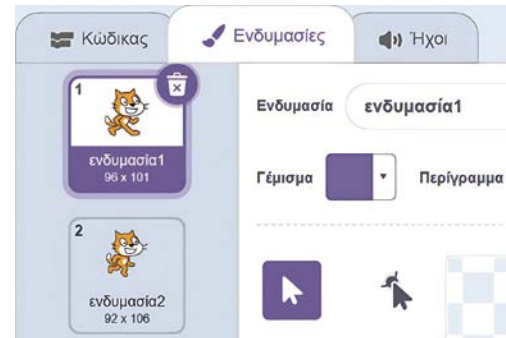 Κώδικας Ενδυμασίες Ήχοι
1
ενδυμασία1
96 x 101
2
ενδυμασία2
92 x 106
Ενδυμασία ενδυμασία1
Γέμισμα Περίγραμμα